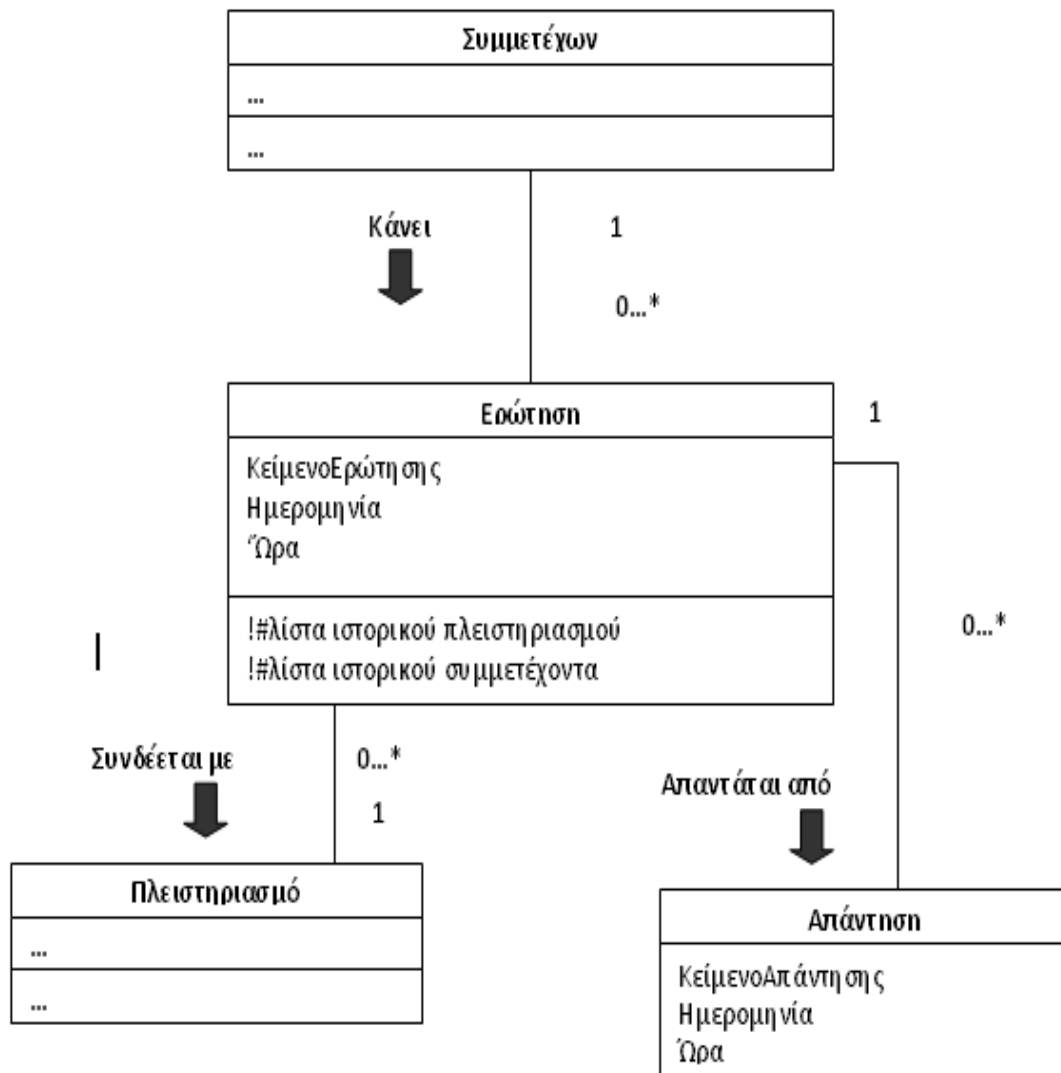 Συμμετέχων
...
...
Κάνει
1
0...*
Ερώτηση
1
ΚείμενοΕρώτησης
Ημερομηνία
Ώρα
!#λίστα ιστορικού πλειστηριασμού
!#λίστα ιστορικού συμμετέχοντα
0...*
Συνδέεται με
0...*
1
Απαντάται από
Πλειστηριασμό
...
...
Απάντηση
ΚείμενοΑπάντησης
Ημερομηνία
Ώρα